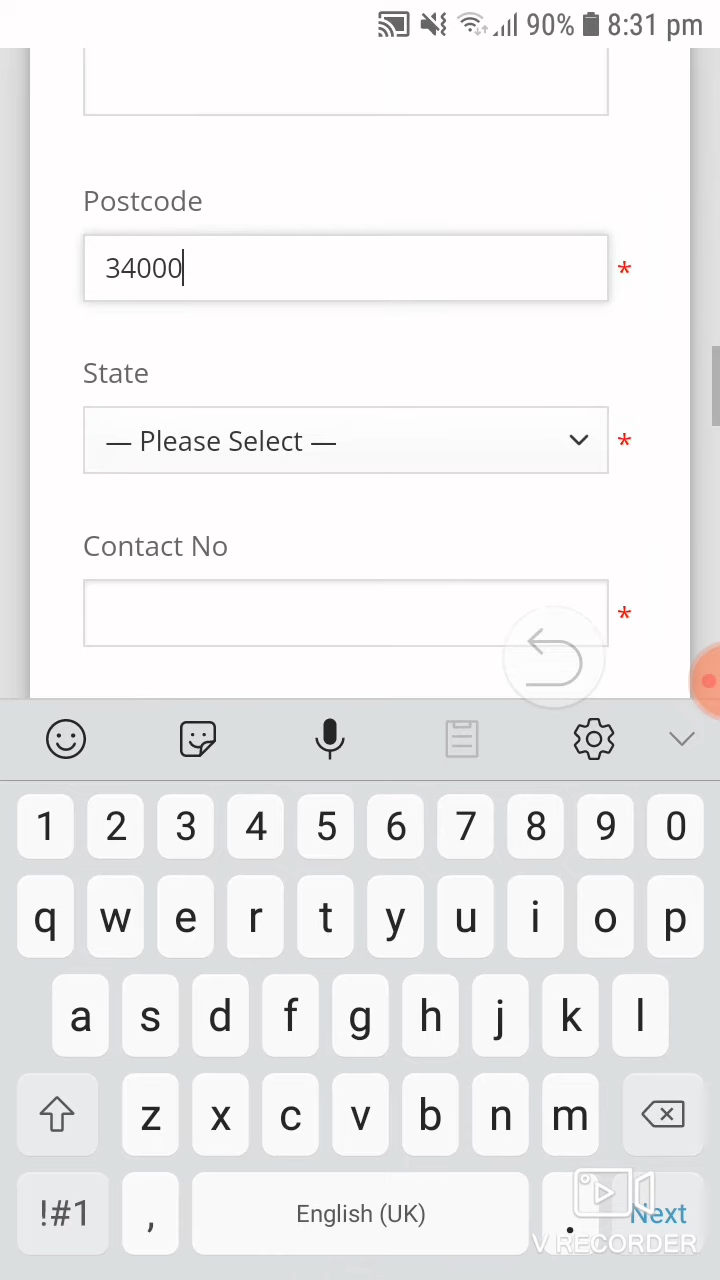 90% 8:31 pm
Postcode
34000
*
State
— Please Select —
*
Contact No
*
1 2 3 4 5 6 7 8 9 0
q w e r t y u i o p
a s d f g h j k l
z x c v b n m
!#1 , English (UK) . Next
V RECORDER